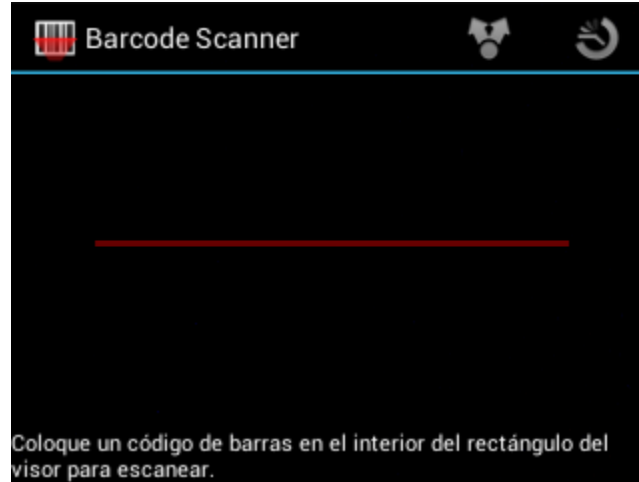 Barcode Scanner
Coloque un código de barras en el interior del rectángulo del
visor para escanear.